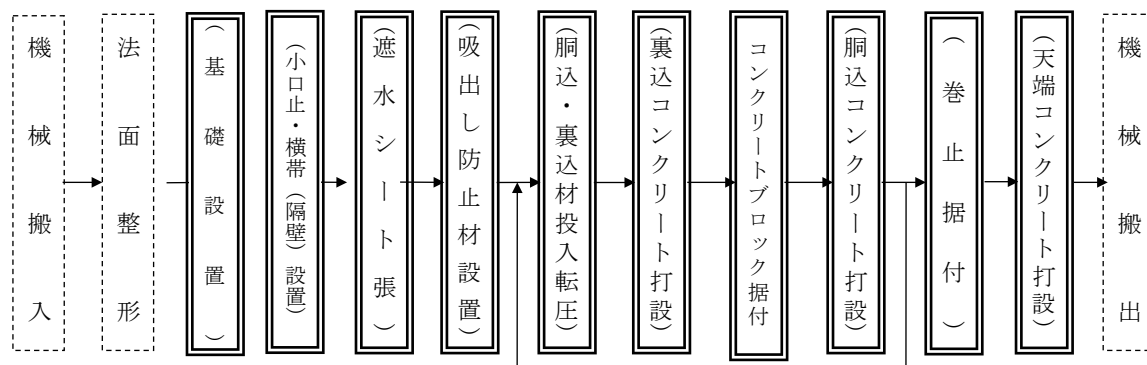 機械搬入
法面整形
(基礎設置)
(小口止・横帯(隔壁)設置)
(遮水シート張)
(吸出し防止材設置)
(胴込・裏込材投入転圧)
(裏込コンクリート打設)
コンクリートブロック据付
(胴込コンクリート打設)
(巻止据付)
(天端コンクリート打設)
機械搬出